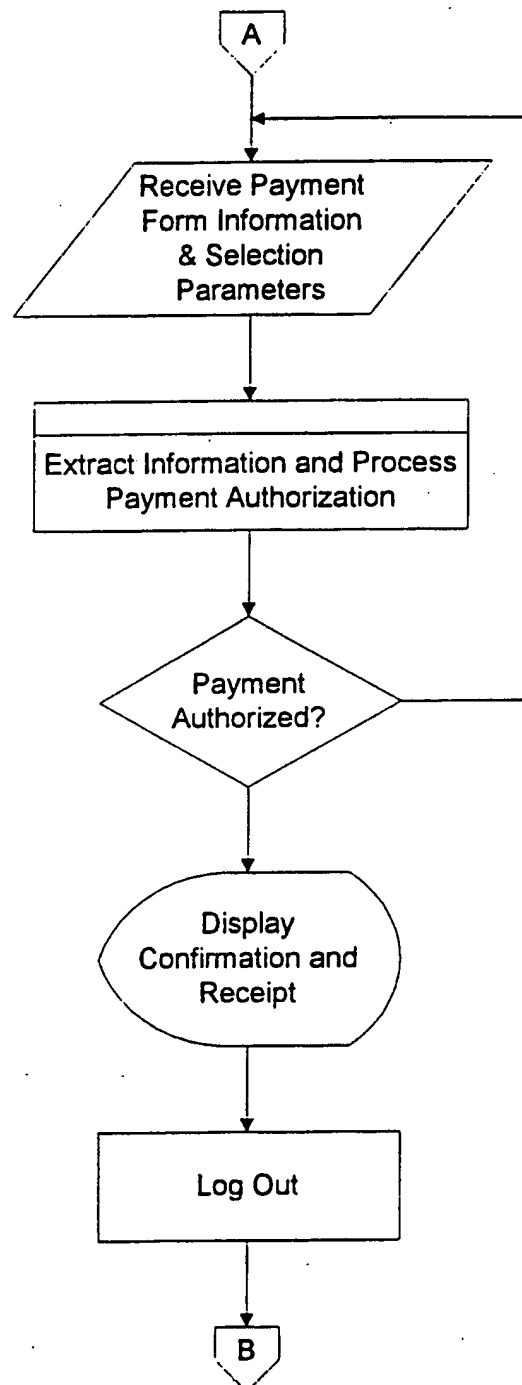 A
Receive Payment
Form Information
& Selection
Parameters
Extract Information and Process
Payment Authorization
Payment
Authorized?
Display
Confirmation and
Receipt
Log Out
B